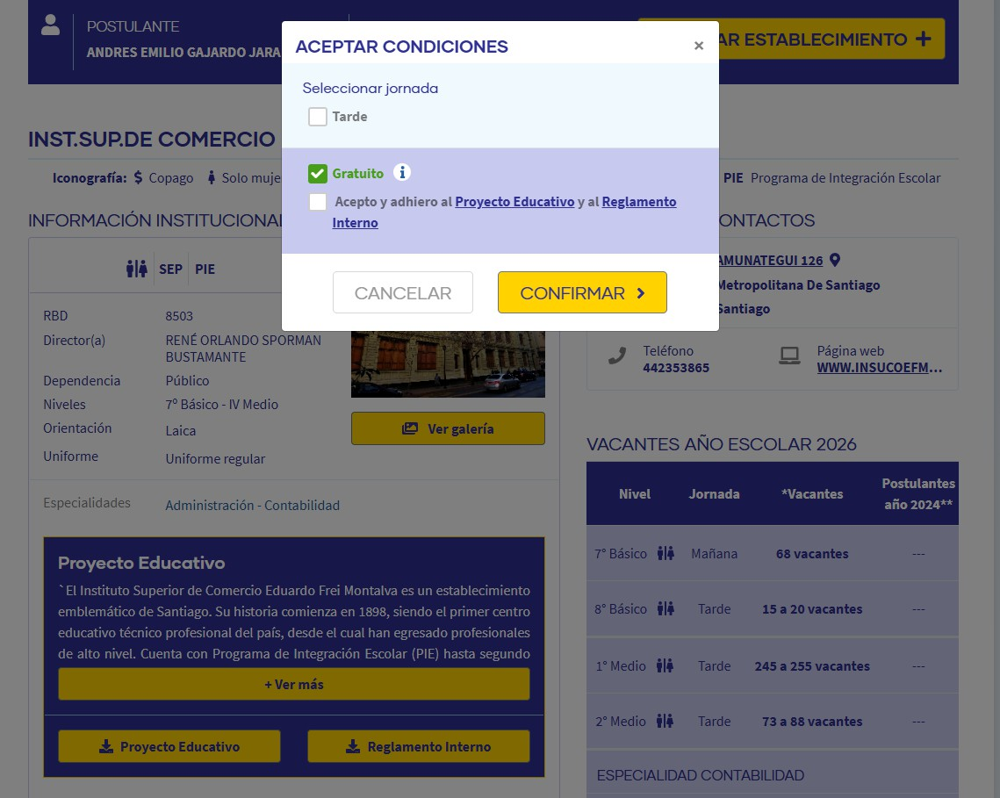 POSTULANTE
ANDRES EMILIO GAJARDO JARA
AR ESTABLECIMIENTO +
ACEPTAR CONDICIONES ×
Seleccionar jornada
Tarde
Gratuito
Acepto y adhiero al Proyecto Educativo y al Reglamento
Interno
CANCELAR
CONFIRMAR
INST.SUP.DE COMERCIO
Iconografía: $ Copago Solo muje
PIE Programa de Integración Escolar
INFORMACIÓN INSTITUCIONAL
SEP PIE
RBD 8503
Director(a) RENÉ ORLANDO SPORMAN
BUSTAMANTE
Dependencia Público
Niveles 7º Básico - IV Medio
Orientación Laica
Uniforme Uniforme regular
Especialidades Administración - Contabilidad
Ver galería
Proyecto Educativo
`El Instituto Superior de Comercio Eduardo Frei Montalva es un establecimiento
emblemático de Santiago. Su historia comienza en 1898, siendo el primer centro
educativo técnico profesional del país, desde el cual han egresado profesionales
de alto nivel. Cuenta con Programa de Integración Escolar (PIE) hasta segundo
+ Ver más
Proyecto Educativo
Reglamento Interno
ONTACTOS
AMUNATEGUI 126
Metropolitana De Santiago
Santiago
Teléfono
442353865
Página web
WWW.INSUCOEFM...
VACANTES AÑO ESCOLAR 2026
Nivel Jornada *Vacantes Postulantes
año 2024**
7° Básico Mañana 68 vacantes ---
8° Básico Tarde 15 a 20 vacantes ---
1° Medio Tarde 245 a 255 vacantes ---
2° Medio Tarde 73 a 88 vacantes ---
ESPECIALIDAD CONTABILIDAD